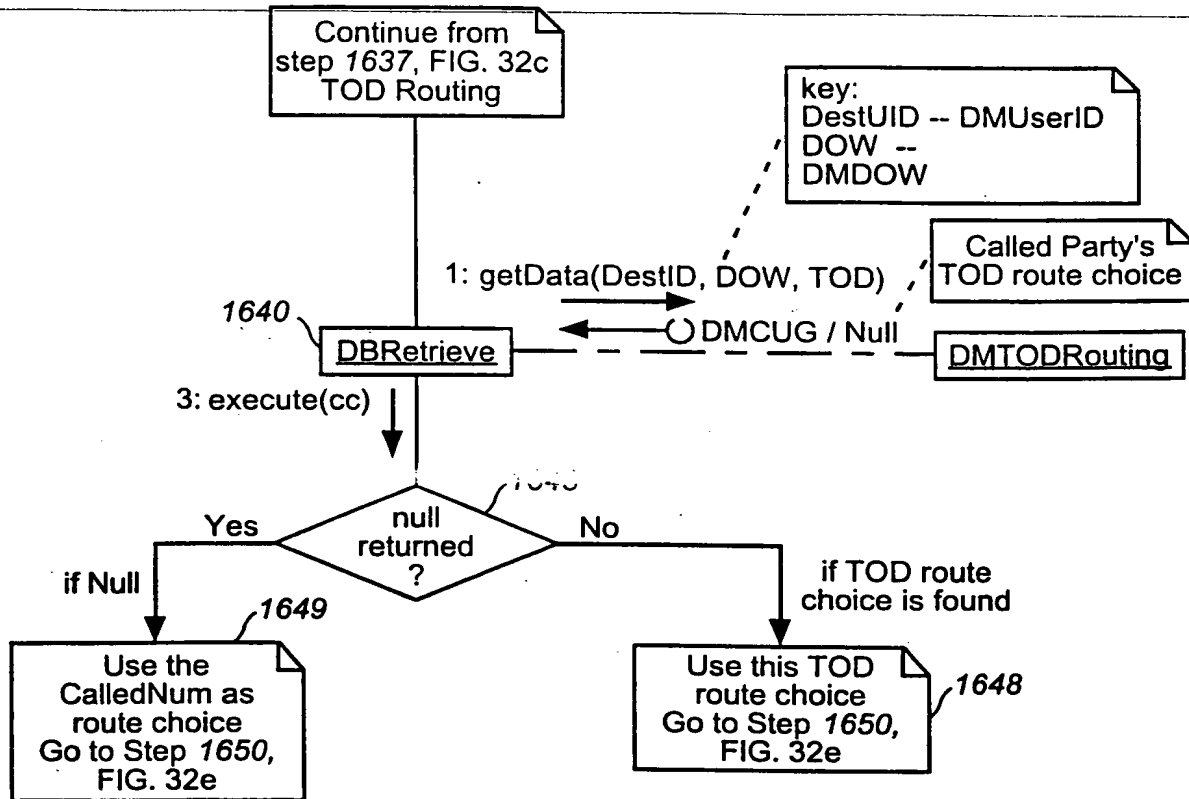 Continue from
step 1637, FIG. 32c
TOD Routing
key:
DestUID -- DMUserID
DOW --
DMDOW
Called Party's
TOD route choice
1: getData(DestID, DOW, TOD)
DMCUG / Null
1640
DBRetrieve
DMTODRouting
3: execute(cc)
null
returned
?
Yes
No
if Null
if TOD route
choice is found
1649
Use the
CalledNum as
route choice
Go to Step 1650,
FIG. 32e
Use this TOD
route choice
Go to Step 1650,
FIG. 32e
1648